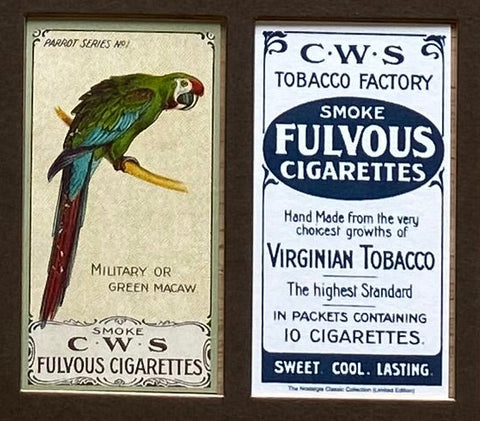 PARROT SERIES Nº1
MILITARY OR
GREEN MACAW
SMOKE
C·W·S
FULVOUS CIGARETTES
C·W·S
TOBACCO FACTORY
SMOKE
FULVOUS
CIGARETTES
Hand Made from the very
choicest growths of
VIRGINIAN TOBACCO
The highest Standard
IN PACKETS CONTAINING
10 CIGARETTES.
SWEET. COOL. LASTING.
The Nostalgia Classic Collection (Limited Edition)